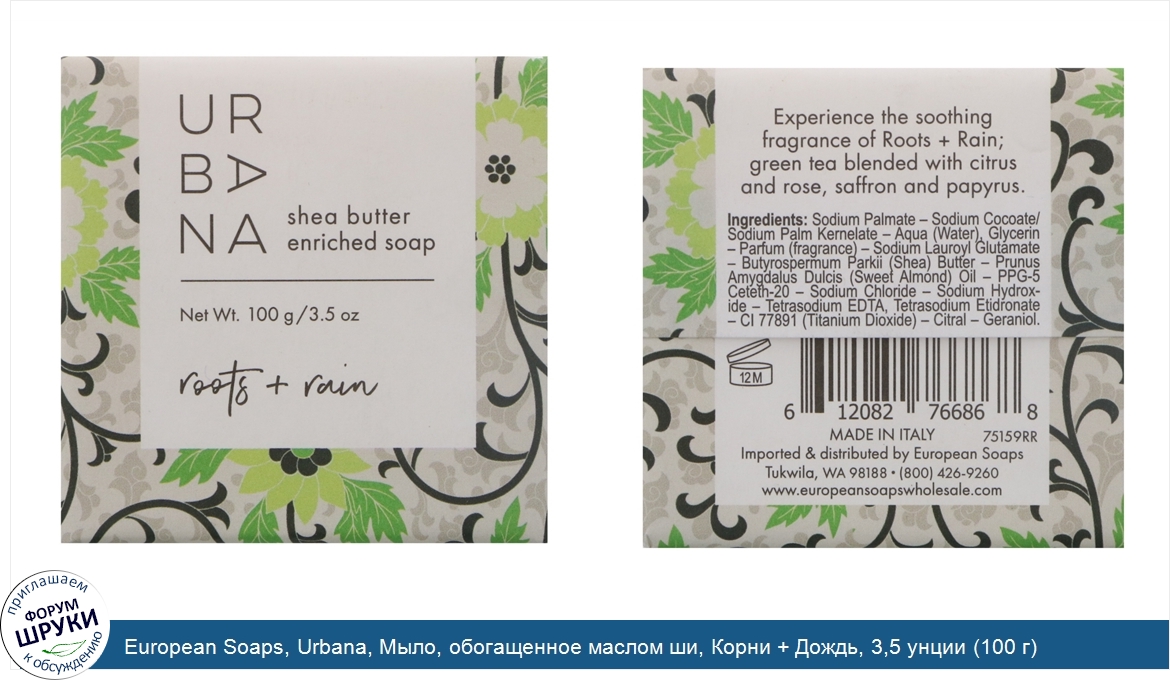 UR
BA
NA
shea butter
enriched soap
Net Wt. 100 g/3.5 oz
roots + rain
Experience the soothing
fragrance of Roots + Rain;
green tea blended with citrus
and rose, saffron and papyrus.
Ingredients: Sodium Palmate – Sodium Cocoate/
Sodium Palm Kernelate – Aqua (Water), Glycerin
– Parfum (fragrance) – Sodium Lauroyl Glutamate
– Butyrospermum Parkii (Shea) Butter – Prunus
Amygdalus Dulcis (Sweet Almond) Oil – PPG-5
Ceteth-20 – Sodium Chloride – Sodium Hydrox-
ide – Tetrasodium EDTA, Tetrasodium Etidronate
– CI 77891 (Titanium Dioxide) – Citral – Geraniol.
12M
6 12082 76686 8
MADE IN ITALY 75159RR
Imported & distributed by European Soaps
Tukwila, WA 98188 • (800) 426-9260
www.europeansoapswholesale.com
приглашаем
ФОРУМ
ШРУКИ
к обсуждению
European Soaps, Urbana, Мыло, обогащенное маслом ши, Корни + Дождь, 3,5 унции (100 г)